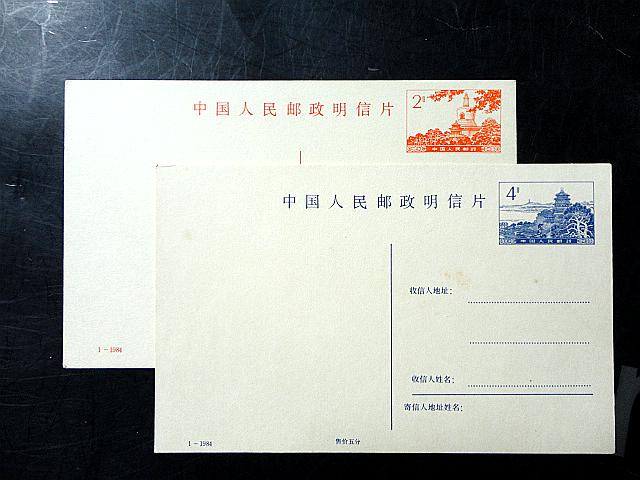 中国人民邮政明信片
2分
中国人民邮政
1-1984
中国人民邮政明信片
4分
中国人民邮政
收信人地址:
收信人姓名:
寄信人地址姓名:
1-1984
售价五分